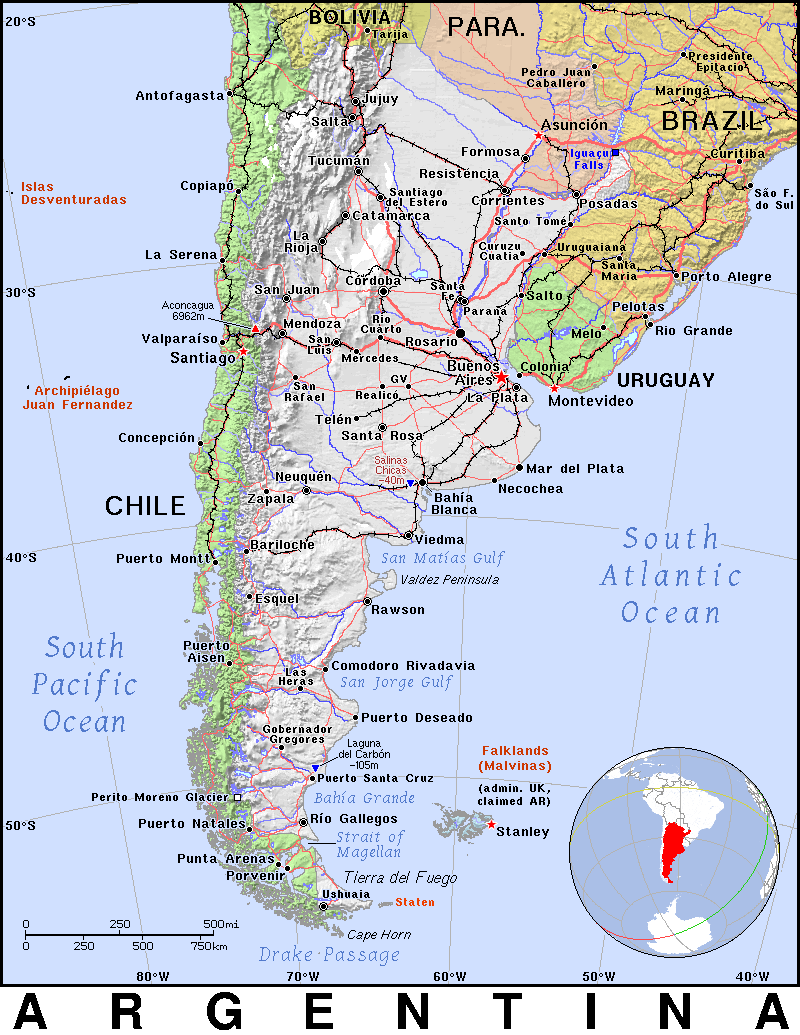 20°S
BOLIVIA
Tarija
PARA.
Presidente
Epitacio
Pedro Juan
Caballero
Antofagasta
Jujuy
Maringá
Salta
Asunción
BRAZIL
Tucumán
Formosa
Iguaçu
Falls
Curitiba
Resistência
Islas
Desventuradas
Copiapó
Santiago
del Estero
Corrientes
Posadas
São F.
do Sul
Catamarca
Santo Tomé
La
Rioja
Curuzu
Cuatia
Uruguaiana
La Serena
Santa
Maria
Porto Alegre
30°S
San Juan
Córdoba
Santa
Fe
Salto
Aconcagua
6962m
Paraná
Pelotas
Mendoza
Rio
Cuarto
Rio Grande
Valparaíso
San
Luis
Rosario
Melo
Santiago
Mercedes
Buenos
Aires
Colonia
URUGUAY
Archipiélago
Juan Fernandez
San
Rafael
GV
Realicó
La Plata
Montevideo
Telén
Concepción
Santa Rosa
Salinas
Chicas
-40m
Mar del Plata
Neuquén
Necochea
Zapala
Bahía
Blanca
CHILE
Viedma
South
Atlantic
Ocean
40°S
Bariloche
Puerto Montt
San Matías Gulf
Valdez Peninsula
Esquel
Rawson
South
Pacific
Ocean
Puerto
Aisen
Comodoro Rivadavia
Las
Heras
San Jorge Gulf
Puerto Deseado
Gobernador
Gregores
Laguna
del Carbón
-105m
Falklands
(Malvinas)
Puerto Santa Cruz
(admin. UK,
claimed AR)
Perito Moreno Glacier
Bahía Grande
50°S
Puerto Natales
Río Gallegos
Stanley
Strait of
Magellan
Punta Arenas
Porvenir
Tierra del Fuego
Ushuaia
Staten
0 250 500mi
0 250 500 750km
Cape Horn
Drake Passage
80°W 70°W 60°W 50°W 40°W
ARGENTINA